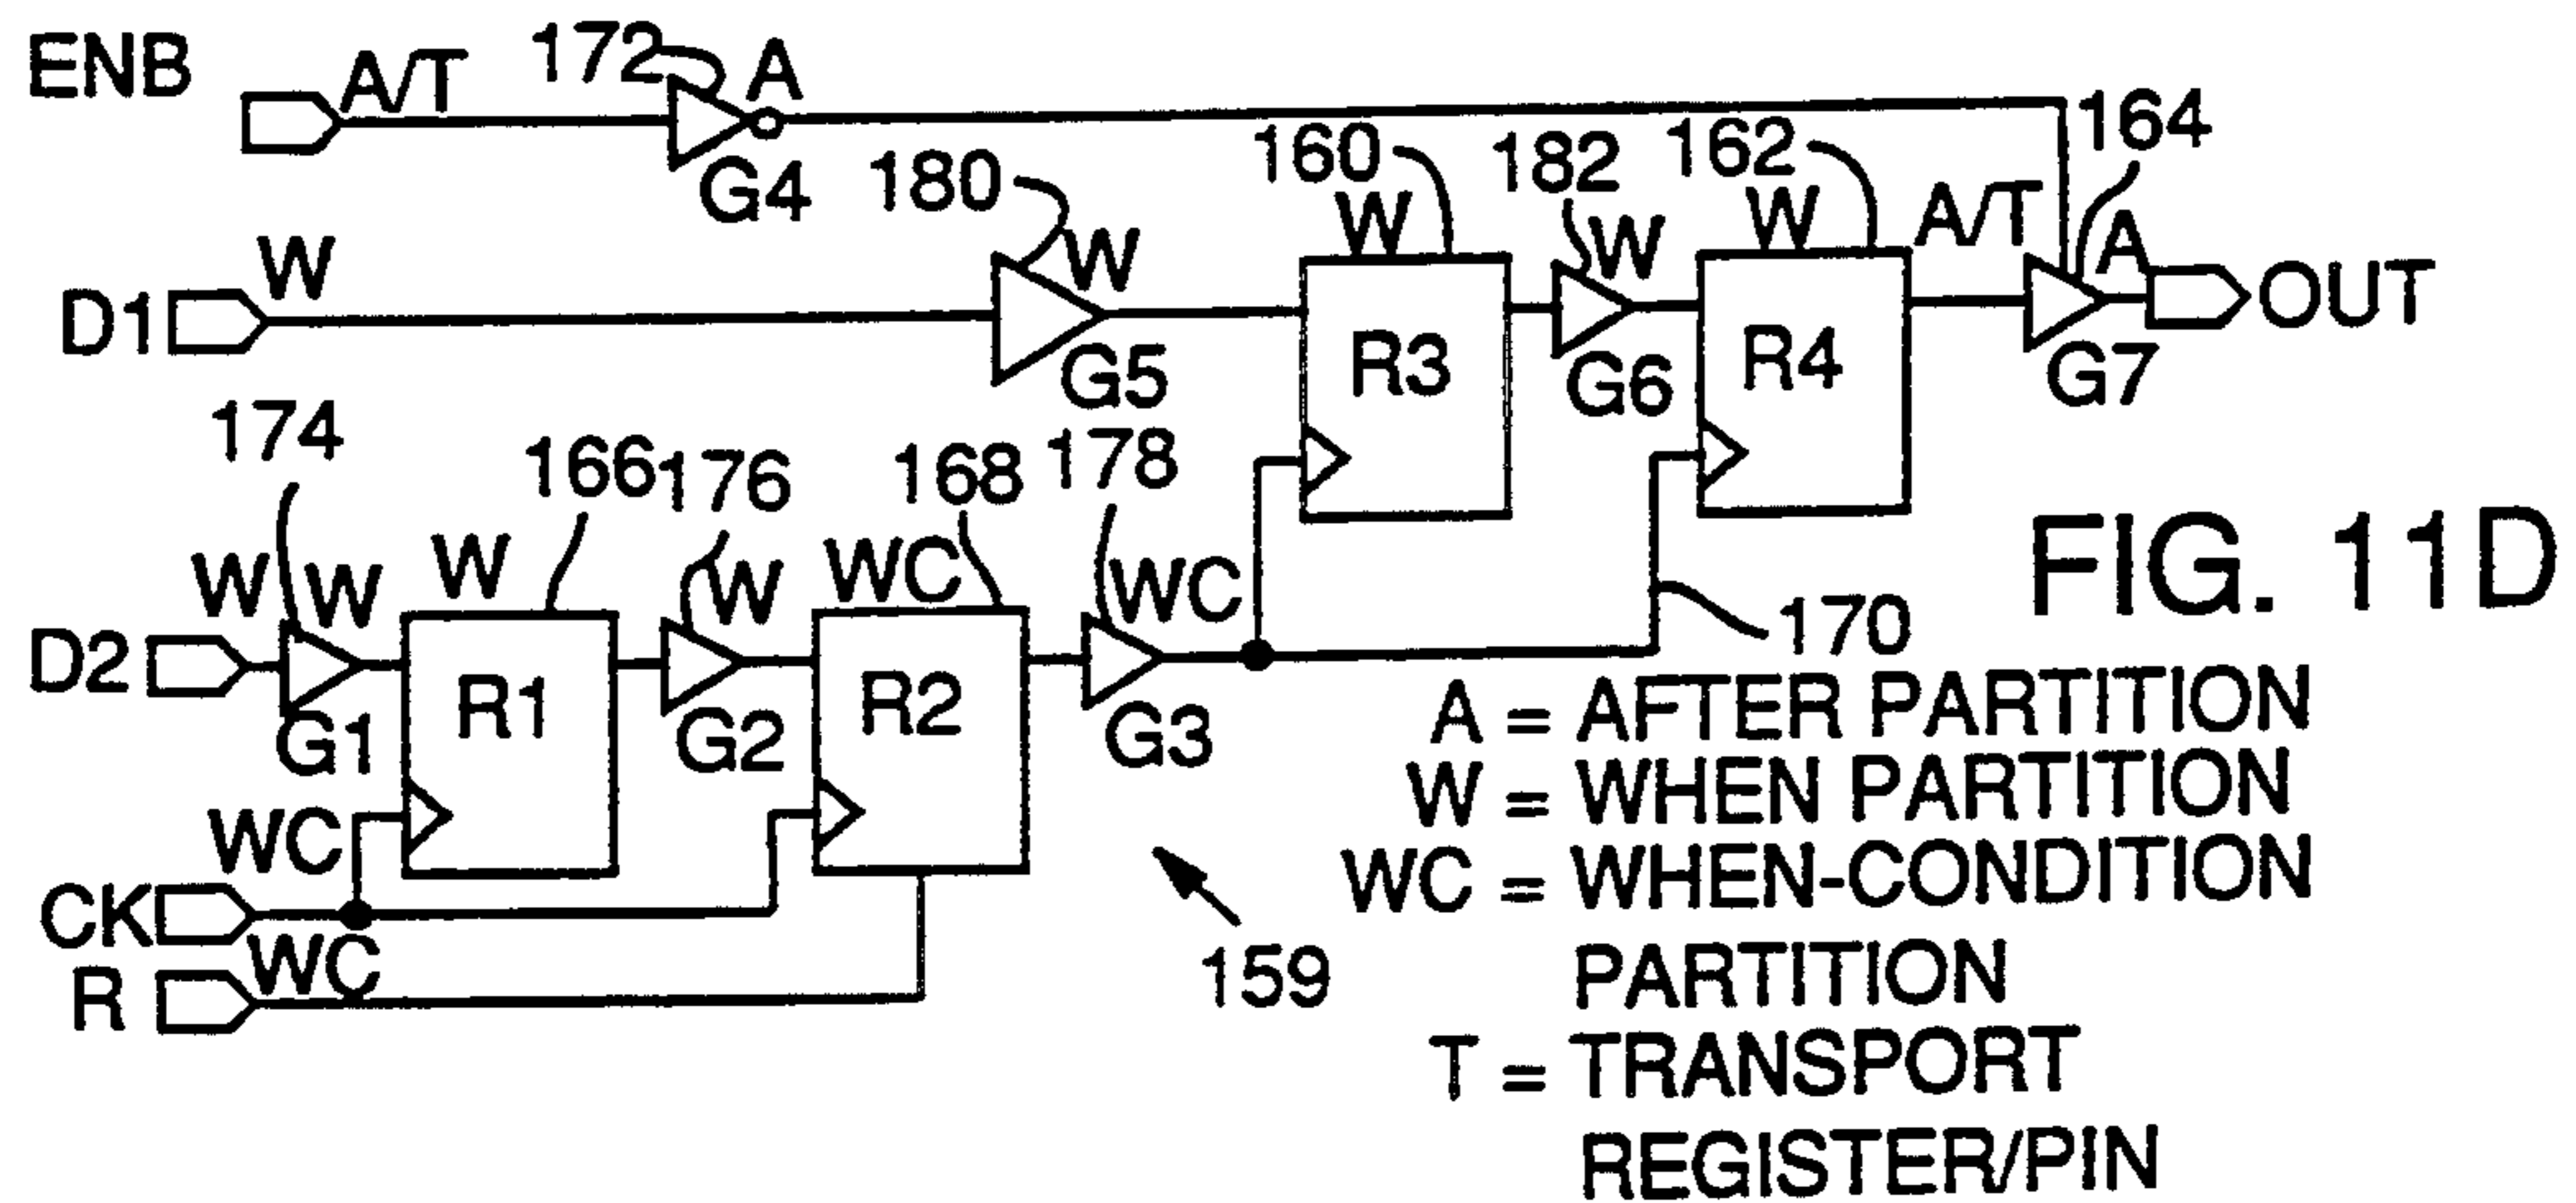 ENB A/T 172 A
G4 180 160 182 162 164
D1 W W W W W A/T A OUT
G5 R3 G6 R4 G7
174 166 176 168 178
W W W W WC WC
D2 R1 R2 170 FIG. 11D
G1 G2 G3
WC
CK
WC
R
159
A = AFTER PARTITION
W = WHEN PARTITION
WC = WHEN-CONDITION
PARTITION
T = TRANSPORT
REGISTER/PIN